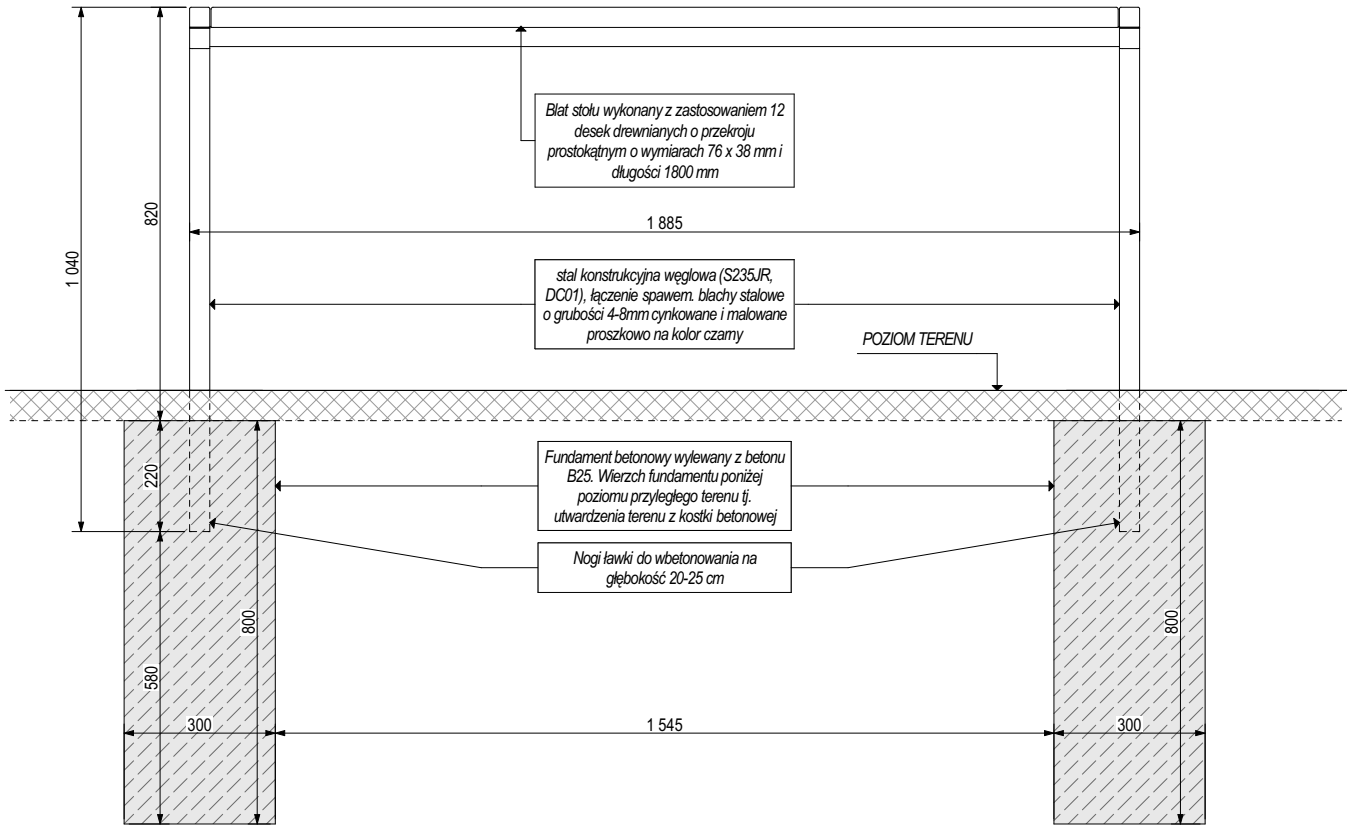 Blat stołu wykonany z zastosowaniem 12
desek drewnianych o przekroju
prostokątnym o wymiarach 76 x 38 mm i
długości 1800 mm
820
1 885
1 040
stal konstrukcyjna węglowa (S235JR,
DC01), łączenie spawem. blachy stalowe
o grubości 4-8mm cynkowane i malowane
proszkowo na kolor czarny
POZIOM TERENU
220
Fundament betonowy wylewany z betonu
B25. Wierzch fundamentu poniżej
poziomu przyległego terenu tj.
utwardzenia terenu z kostki betonowej
Nogi ławki do wbetonowania na
głębokość 20-25 cm
800
800
580
300
1 545
300